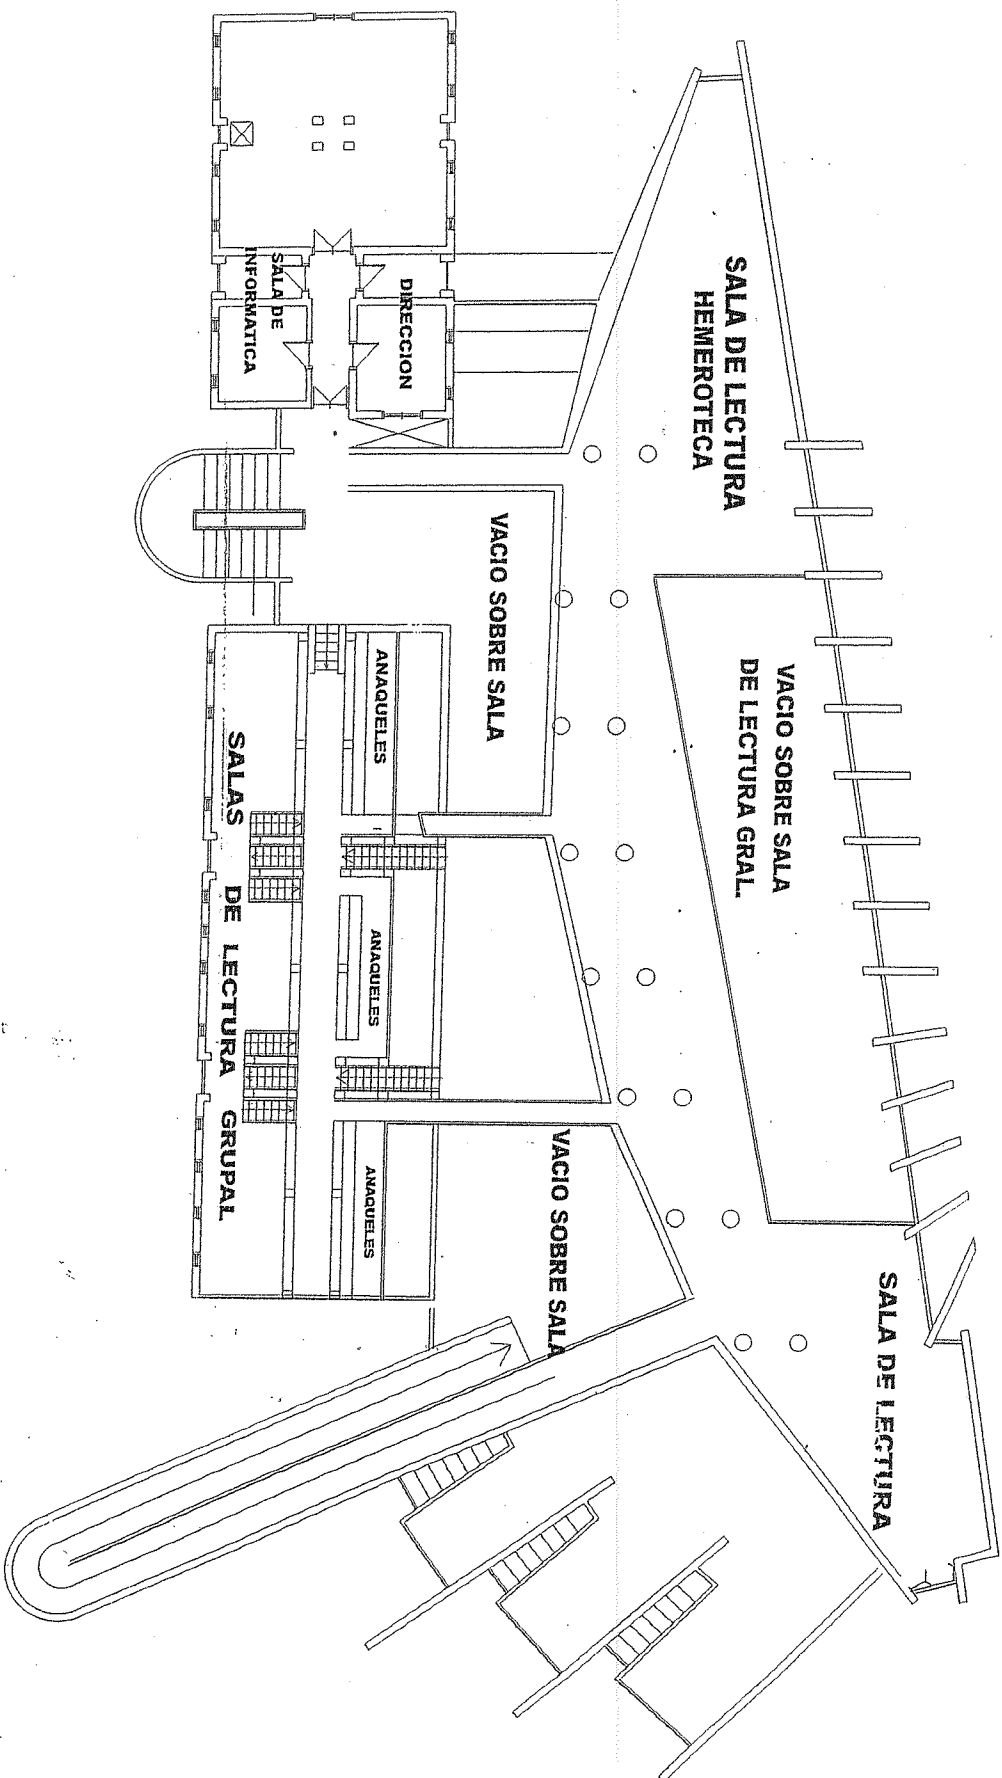 SALA DE LECTURA
HEMEROTECA
VACIO SOBRE SALA
DE LECTURA GRAL.
SALA DE LECTURA
DIRECCION
SALA DE
INFORMATICA
VACIO SOBRE SALA
VACIO SOBRE SALA
ANAQUELES
ANAQUELES
ANAQUELES
SALAS DE LECTURA GRUPAL